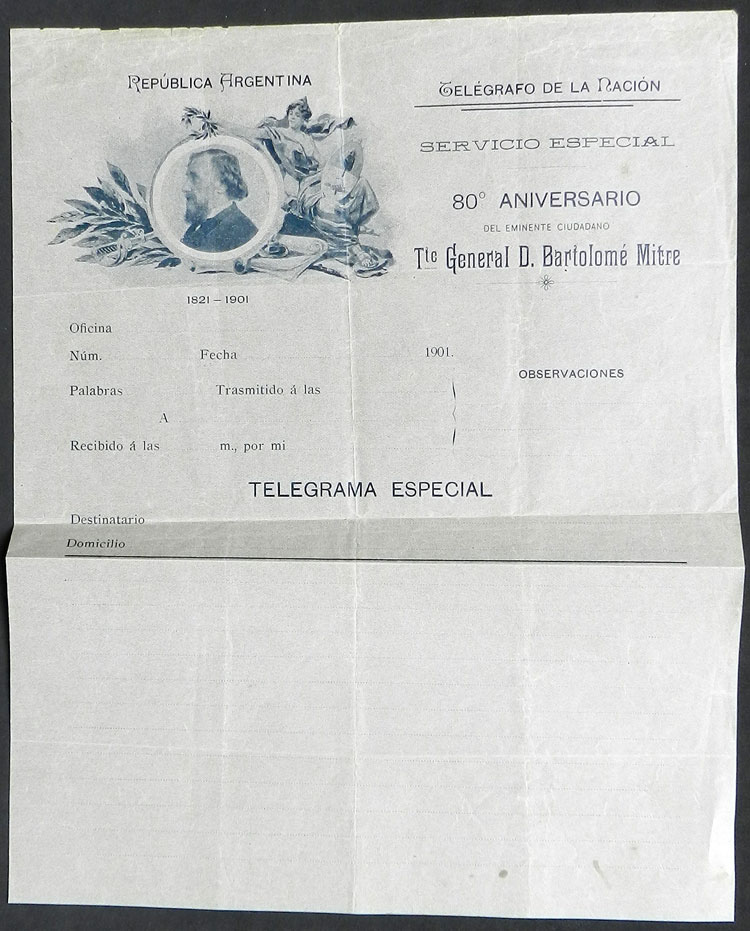 República Argentina
Telégrafo de la Nación
SERVICIO ESPECIAL
80º ANIVERSARIO
DEL EMINENTE CIUDADANO
Tte General D. Bartolomé Mitre
1821 – 1901
Oficina
Núm. Fecha 1901.
OBSERVACIONES
Palabras Trasmitido á las
A
Recibido á las m., por mi
TELEGRAMA ESPECIAL
Destinatario
Domicilio